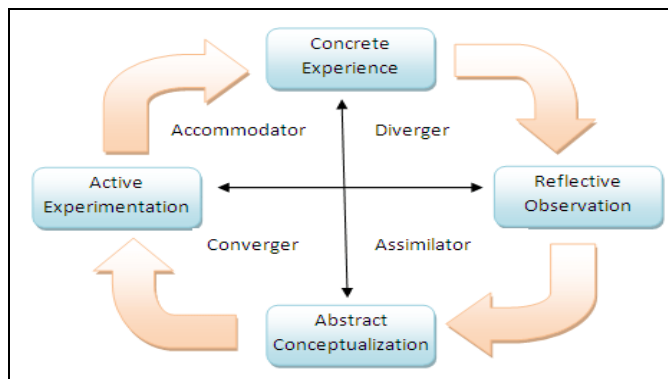 Concrete
Experience
Accommodator
Diverger
Active
Experimentation
Reflective
Observation
Converger
Assimilator
Abstract
Conceptualization